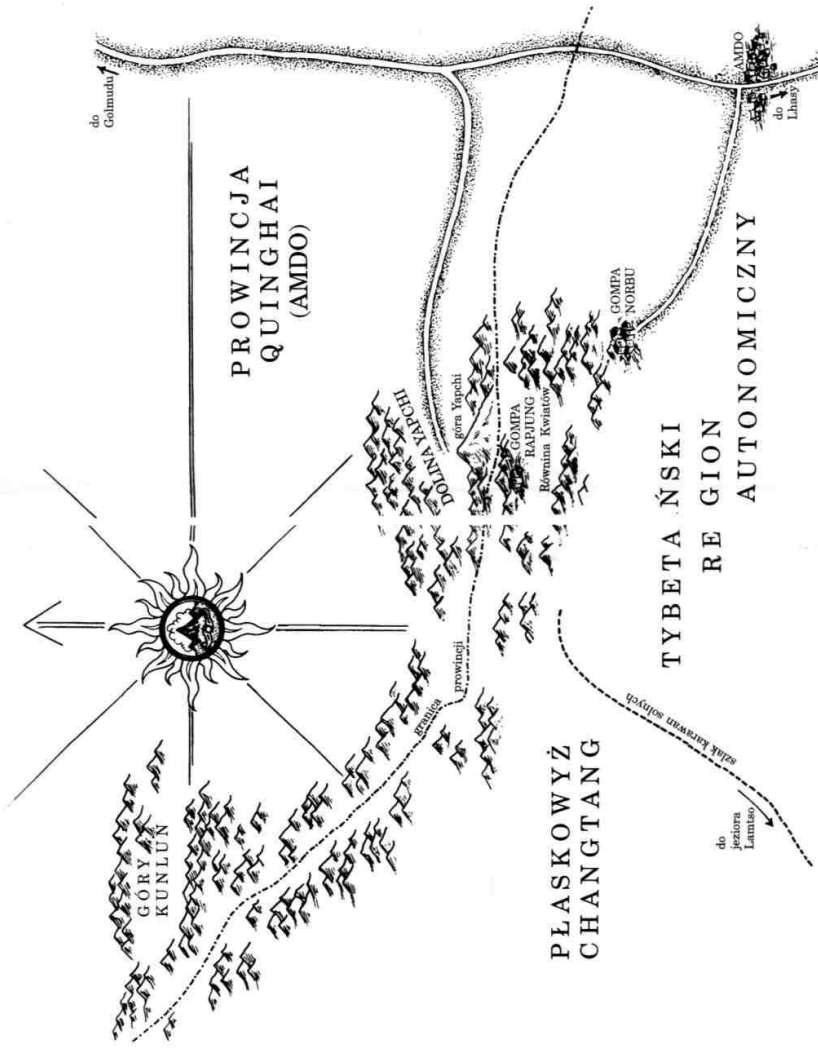 GÓRY
KUNLUŃ
do
Golmudu
PROWINCJA
QUINGHAI
(AMDO)
DOLINA YAPCHI
góra Yapchi
granica
prowincji
GOMPA
RAPJUNG
Równina Kwiatów
GOMPA
NORBU
AMDO
do
Lhasy
PŁASKOWYŻ
CHANGTANG
TYBETAŃSKI
REGION
AUTONOMICZNY
szlak karawan solnych
do
jeziora
Lamtso